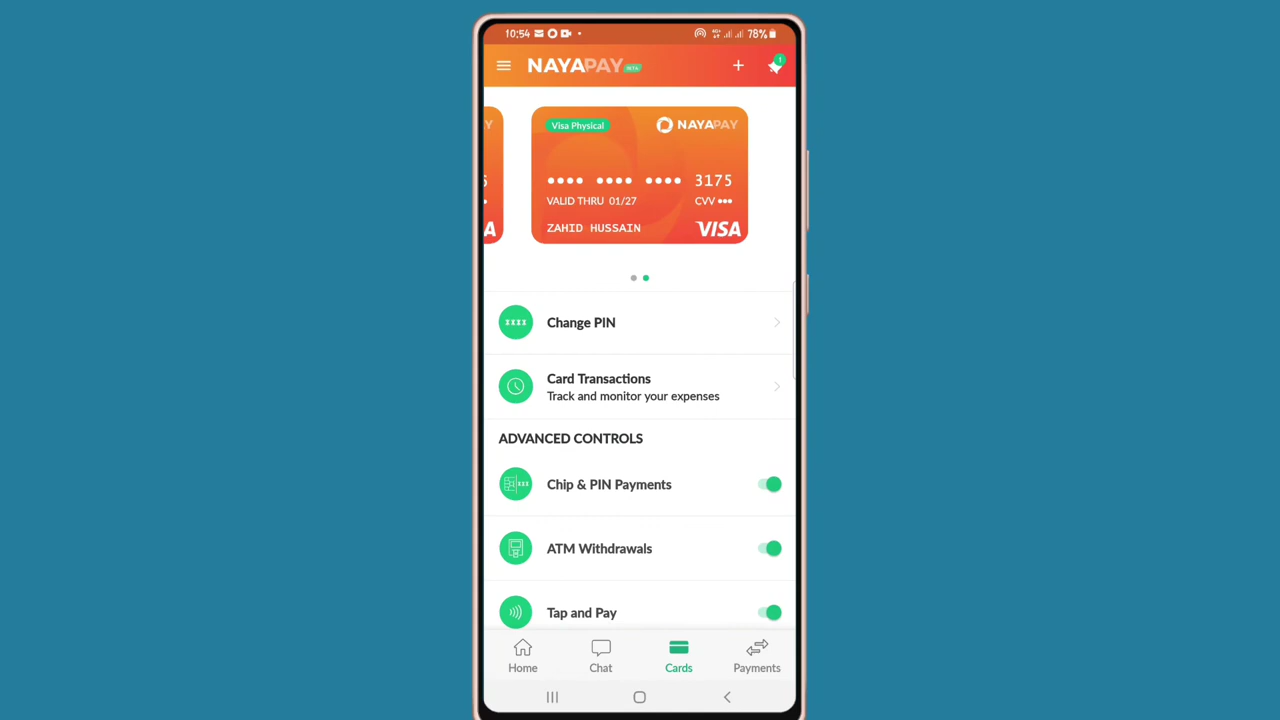 10:54
78%
NAYAPAY BETA
1
Y
Visa Physical
NAYAPAY
•••• •••• •••• 3175
VALID THRU 01/27
CVV •••
ZAHID HUSSAIN
VISA
Change PIN
Card Transactions
Track and monitor your expenses
ADVANCED CONTROLS
Chip & PIN Payments
ATM Withdrawals
Tap and Pay
Home
Chat
Cards
Payments